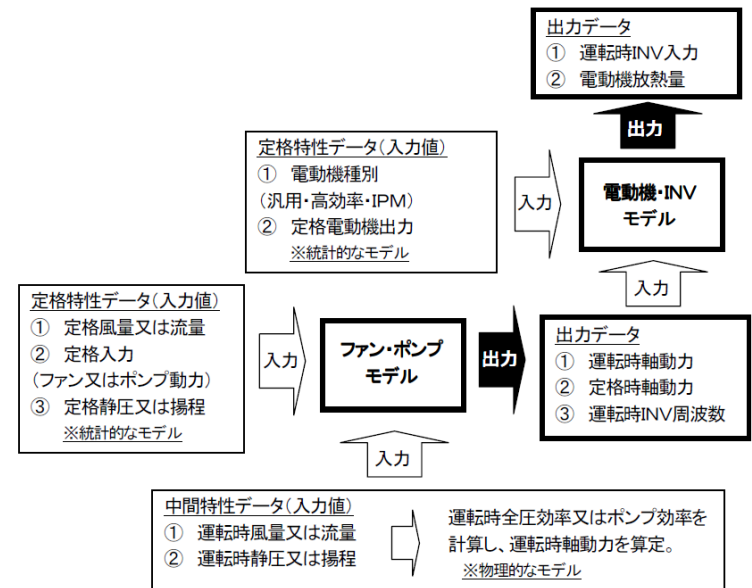 出力データ
① 運転時INV入力
② 電動機放熱量
出力
定格特性データ(入力値)
① 電動機種別
(汎用・高効率・IPM)
② 定格電動機出力
※統計的なモデル
入力
電動機・INV
モデル
入力
定格特性データ(入力値)
① 定格風量又は流量
② 定格入力
(ファン又はポンプ動力)
③ 定格静圧又は揚程
※統計的なモデル
入力
ファン・ポンプ
モデル
出力
出力データ
① 運転時軸動力
② 定格時軸動力
③ 運転時INV周波数
入力
中間特性データ(入力値)
① 運転時風量又は流量
② 運転時静圧又は揚程
運転時全圧効率又はポンプ効率を
計算し、運転時軸動力を算定。
※物理的なモデル